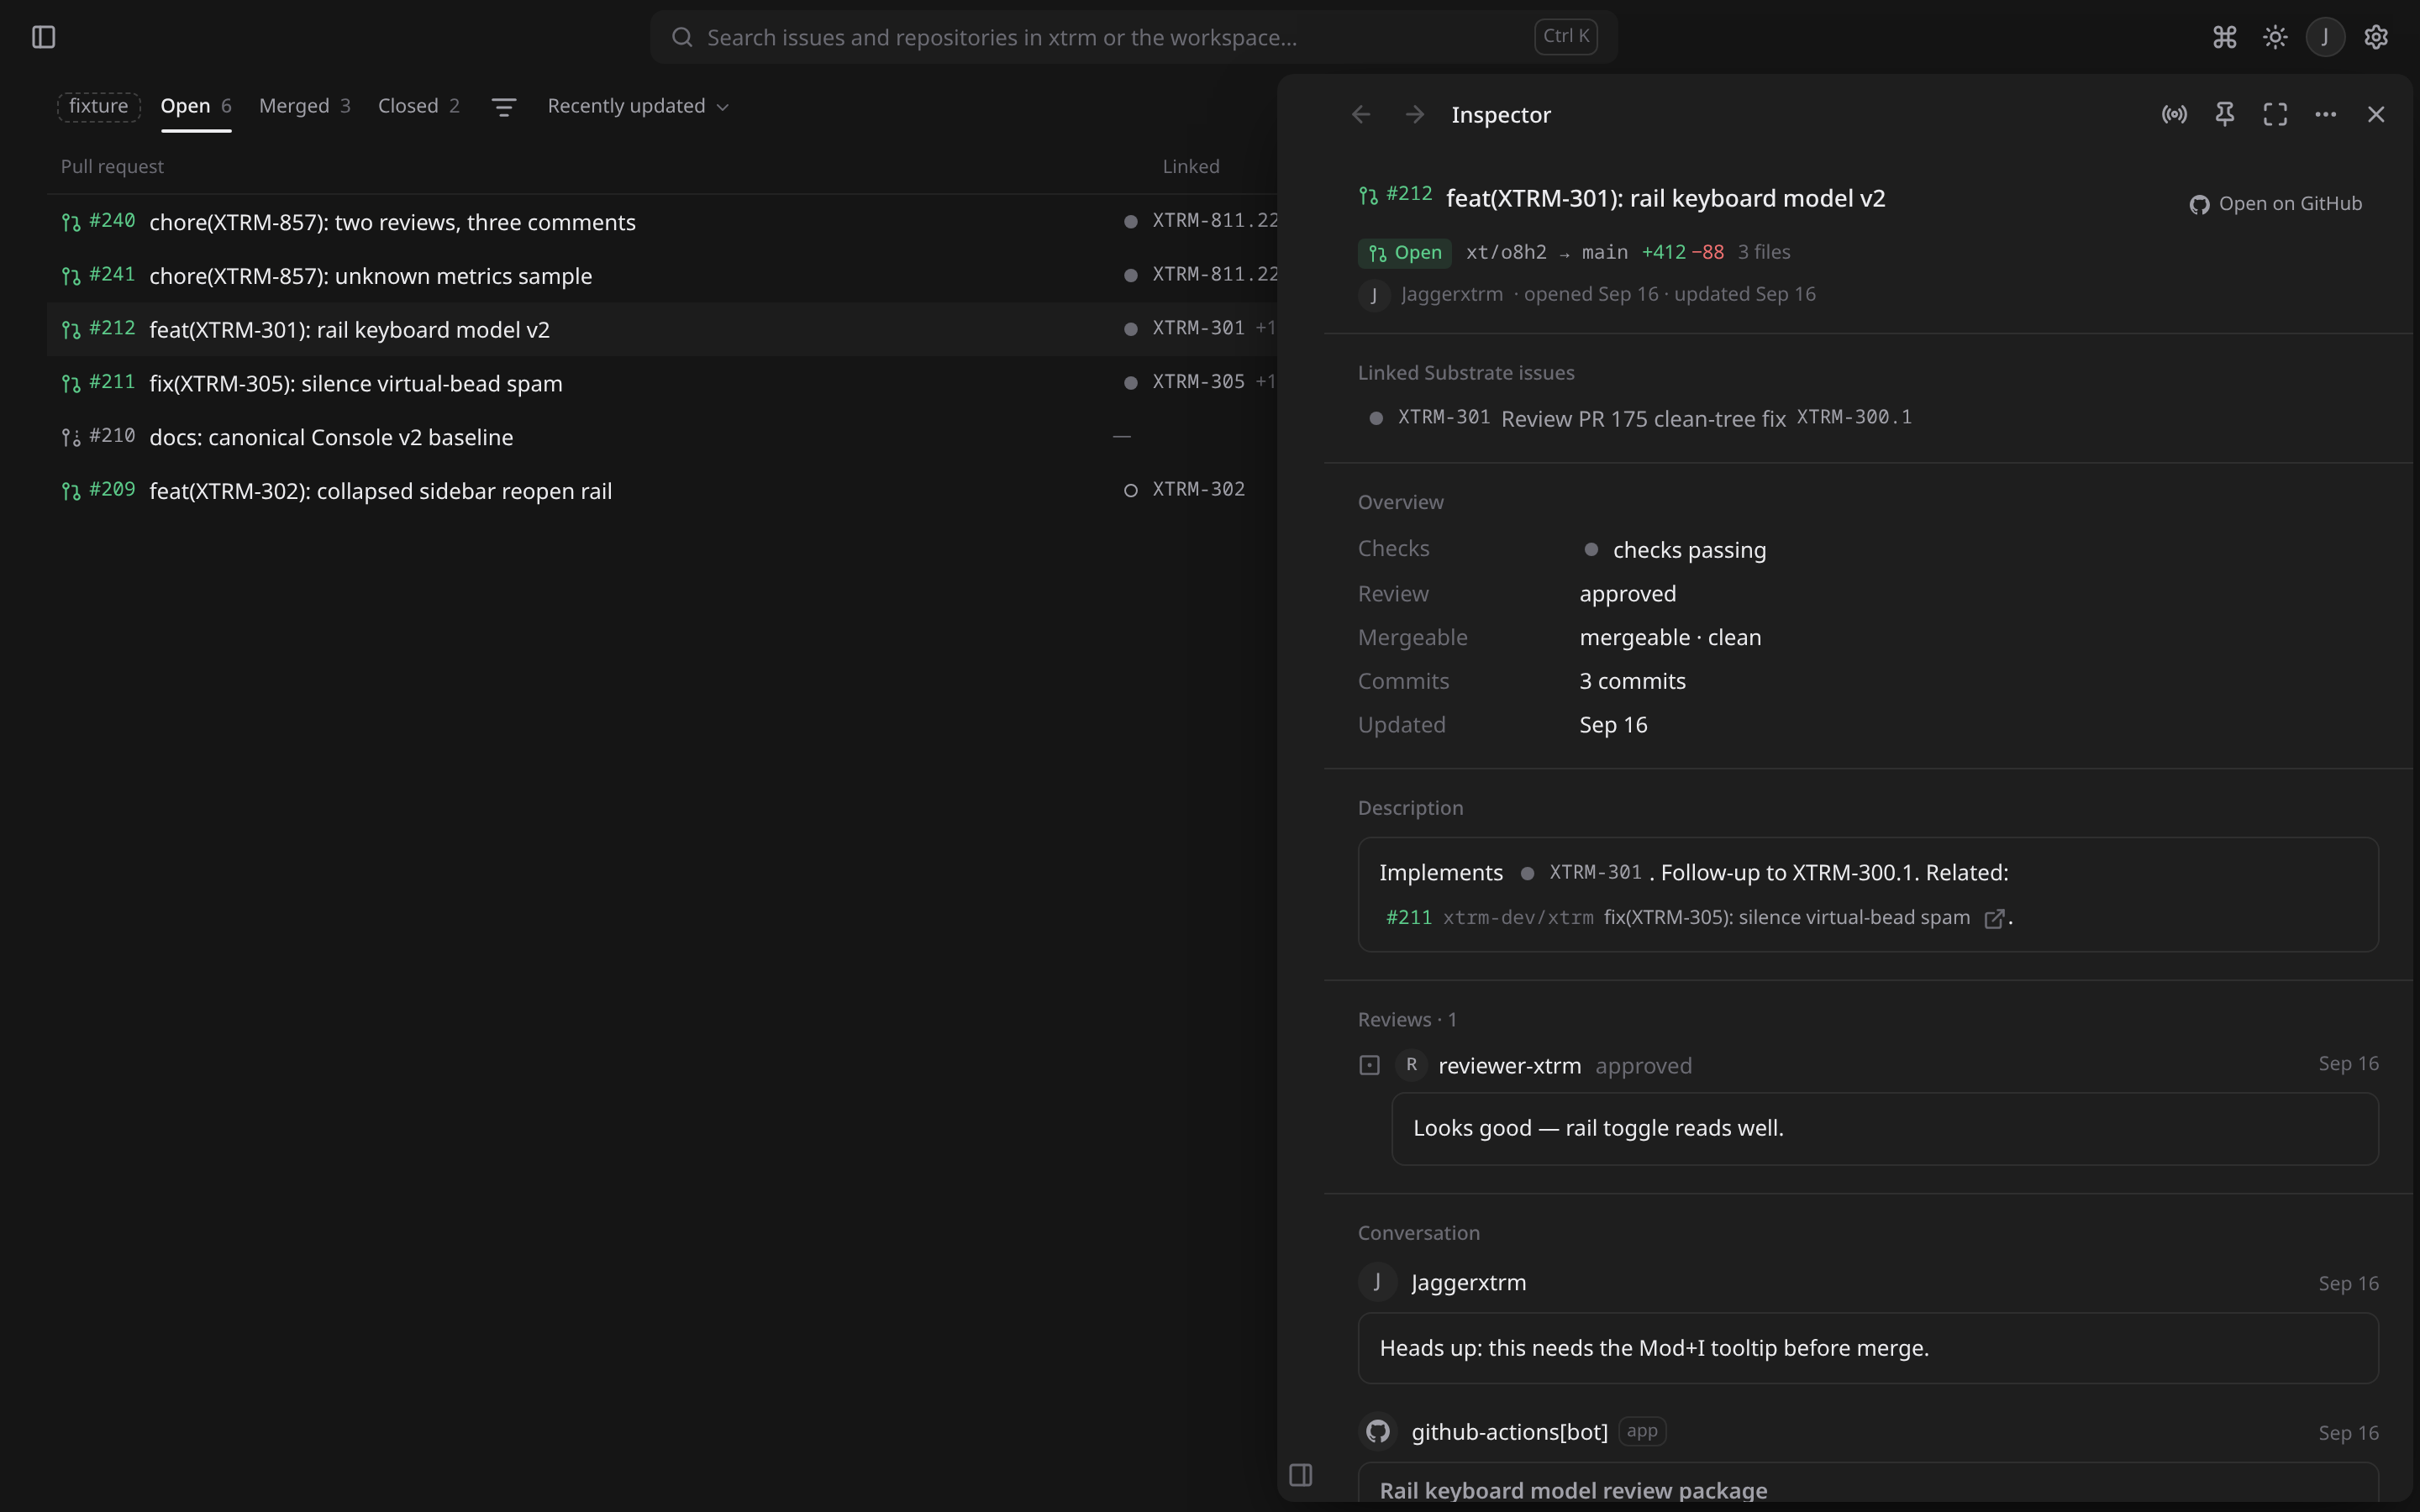 Search issues and repositories in xtrm or the workspace... Ctrl K J
fixture Open 6 Merged 3 Closed 2 Recently updated
Pull request Linked
#240 chore(XTRM-857): two reviews, three comments XTRM-811.22
#241 chore(XTRM-857): unknown metrics sample XTRM-811.22
#212 feat(XTRM-301): rail keyboard model v2 XTRM-301 +1
#211 fix(XTRM-305): silence virtual-bead spam XTRM-305 +1
#210 docs: canonical Console v2 baseline —
#209 feat(XTRM-302): collapsed sidebar reopen rail XTRM-302
Inspector
#212 feat(XTRM-301): rail keyboard model v2 Open on GitHub
Open xt/o8h2 → main +412 −88 3 files
J Jaggerxtrm · opened Sep 16 · updated Sep 16
Linked Substrate issues
XTRM-301 Review PR 175 clean-tree fix XTRM-300.1
Overview
Checks checks passing
Review approved
Mergeable mergeable · clean
Commits 3 commits
Updated Sep 16
Description
Implements XTRM-301 . Follow-up to XTRM-300.1. Related:
#211 xtrm-dev/xtrm fix(XTRM-305): silence virtual-bead spam .
Reviews · 1
R reviewer-xtrm approved Sep 16
Looks good — rail toggle reads well.
Conversation
J Jaggerxtrm Sep 16
Heads up: this needs the Mod+I tooltip before merge.
github-actions[bot] app Sep 16
Rail keyboard model review package